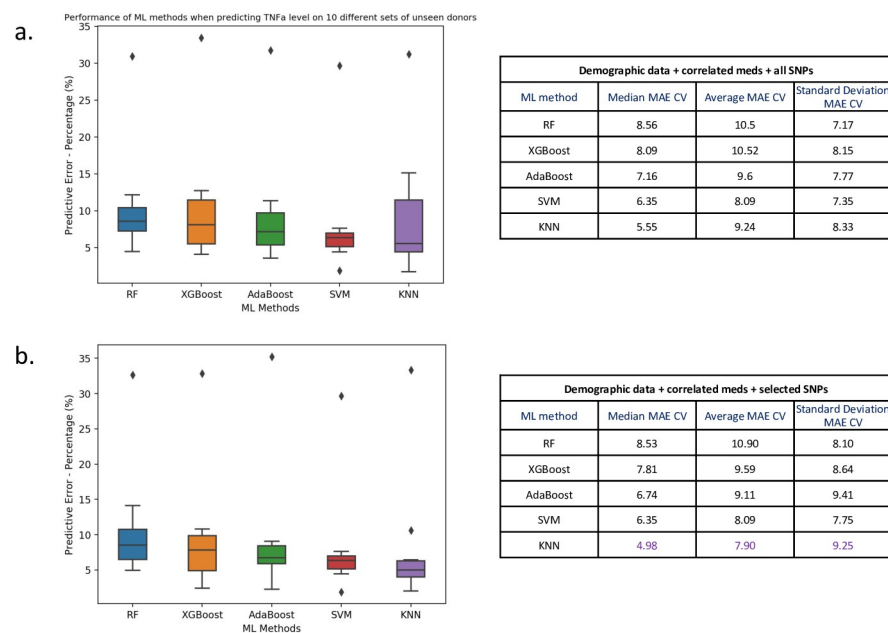 a.
Performance of ML methods when predicting TNFa level on 10 different sets of unseen donors
Predictive Error - Percentage (%)
35
30
25
20
15
10
5
RF XGBoost AdaBoost SVM KNN
ML Methods
Demographic data + correlated meds + all SNPs
ML method Median MAE CV Average MAE CV Standard Deviation MAE CV
RF 8.56 10.5 7.17
XGBoost 8.09 10.52 8.15
AdaBoost 7.16 9.6 7.77
SVM 6.35 8.09 7.35
KNN 5.55 9.24 8.33
b.
Predictive Error - Percentage (%)
35
30
25
20
15
10
5
RF XGBoost AdaBoost SVM KNN
ML Methods
Demographic data + correlated meds + selected SNPs
ML method Median MAE CV Average MAE CV Standard Deviation MAE CV
RF 8.53 10.90 8.10
XGBoost 7.81 9.59 8.64
AdaBoost 6.74 9.11 9.41
SVM 6.35 8.09 7.75
KNN 4.98 7.90 9.25